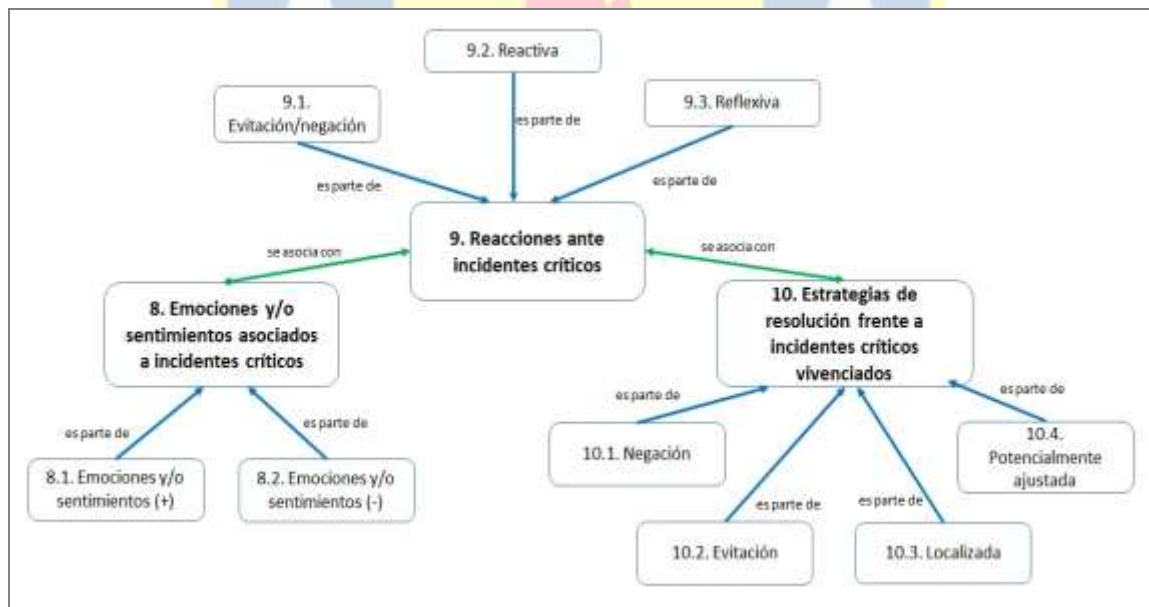 9.2. Reactiva
9.1.
Evitación/negación
9.3. Reflexiva
es parte de
es parte de
es parte de
9. Reacciones ante
incidentes críticos
se asocia con
se asocia con
8. Emociones y/o
sentimientos asociados
a incidentes críticos
10. Estrategias de
resolución frente a
incidentes críticos
vivenciados
es parte de
es parte de
es parte de
es parte de
8.1. Emociones y/o
sentimientos (+)
8.2. Emociones y/o
sentimientos (-)
10.1. Negación
10.4.
Potencialmente
ajustada
es parte de
es parte de
10.2. Evitación
10.3. Localizada